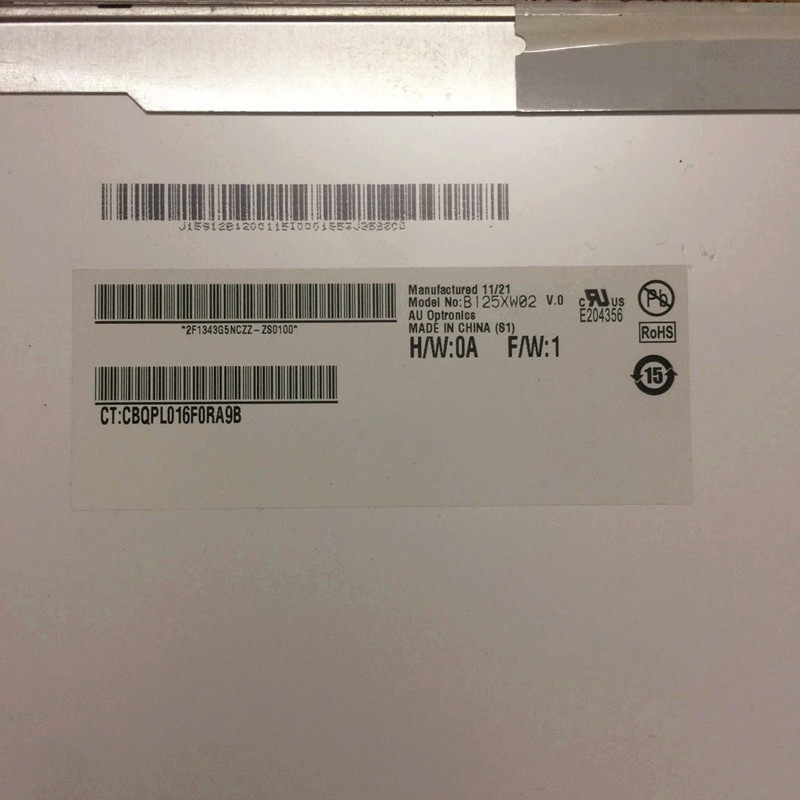 *2F1343G5NCZZ-ZS0100*
CT:CBQPL016F0RA9B
Manufactured 11/21
Model No:B125XW02 V.0
AU Optronics
MADE IN CHINA (S1)
H/W:0A F/W:1
c RU US
E204356
Pb
RoHS
15